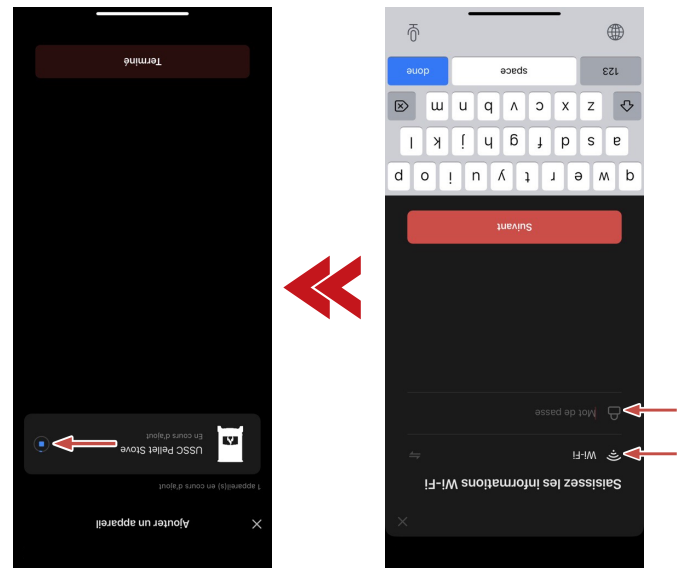 Saisissez les informations Wi-Fi
Wi-Fi
Mot de passe
Suivant
q w e r t y u i o p
a s d f g h j k l
z x c v b n m
123 space done
Ajouter un appareil
1 appareil(s) en cours d'ajout
USSC Pellet Stove
En cours d'ajout
Terminé